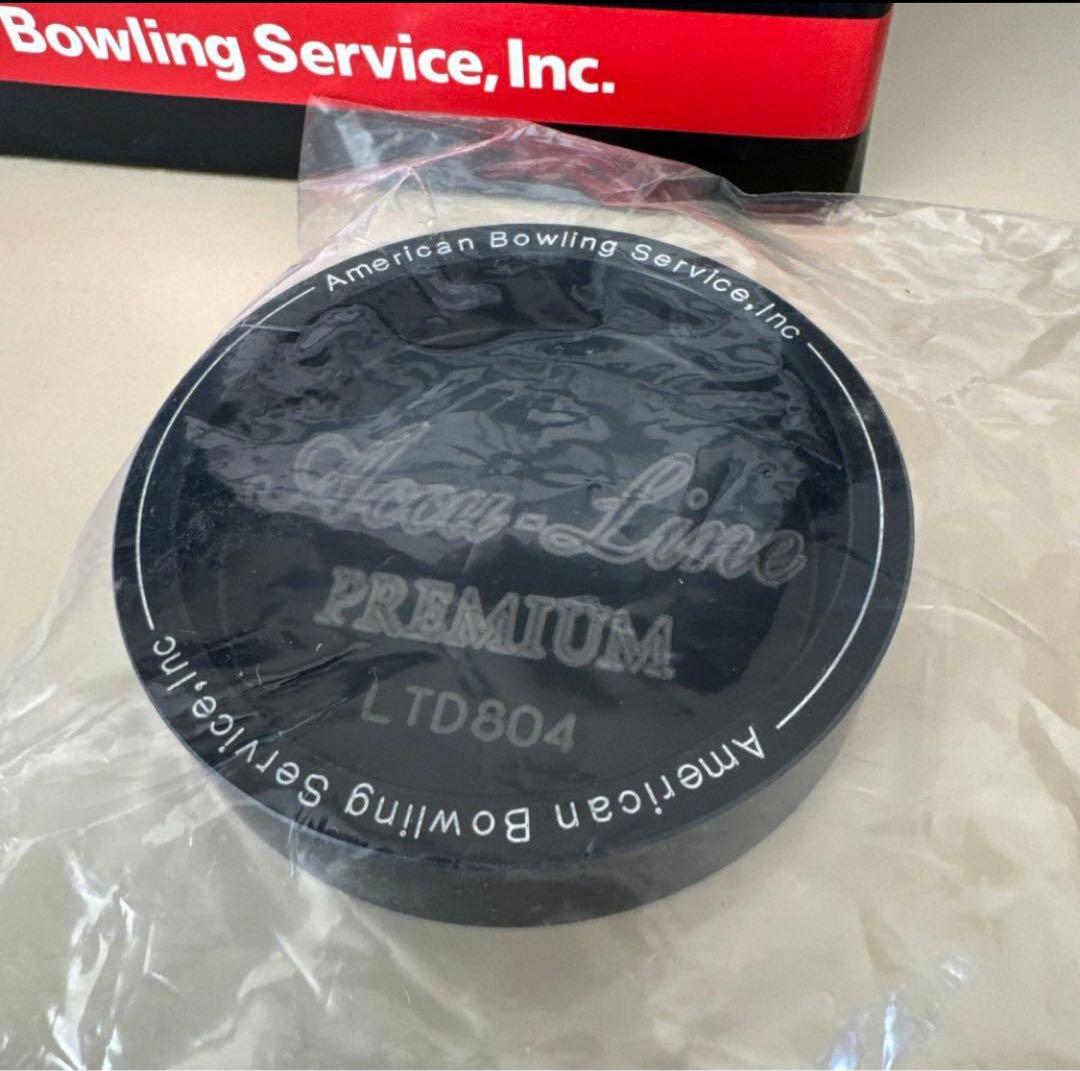 Bowling Service, Inc.
American Bowling Service, Inc
Accu-Line
PREMIUM
LTD804
American Bowling Service, Inc